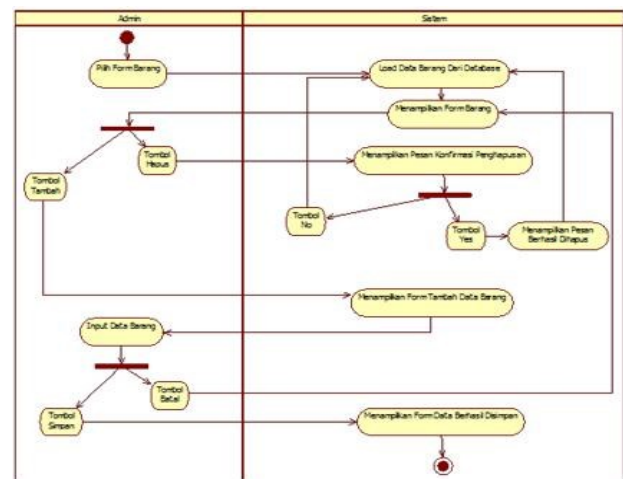 Admin
Sistem
Pilih Form Barang
Load Data Barang Dari Database
Menampilkan Form Barang
Tombol
Hapus
Menampilkan Pesan Konfirmasi Penghapusan
Tombol
Tambah
Tombol
No
Tombol
Yes
Menampilkan Pesan
Berhasil Dihapus
Menampilkan Form Tambah Data Barang
Input Data Barang
Tombol
Batal
Tombol
Simpan
Menampilkan Form Data Berhasil Disimpan